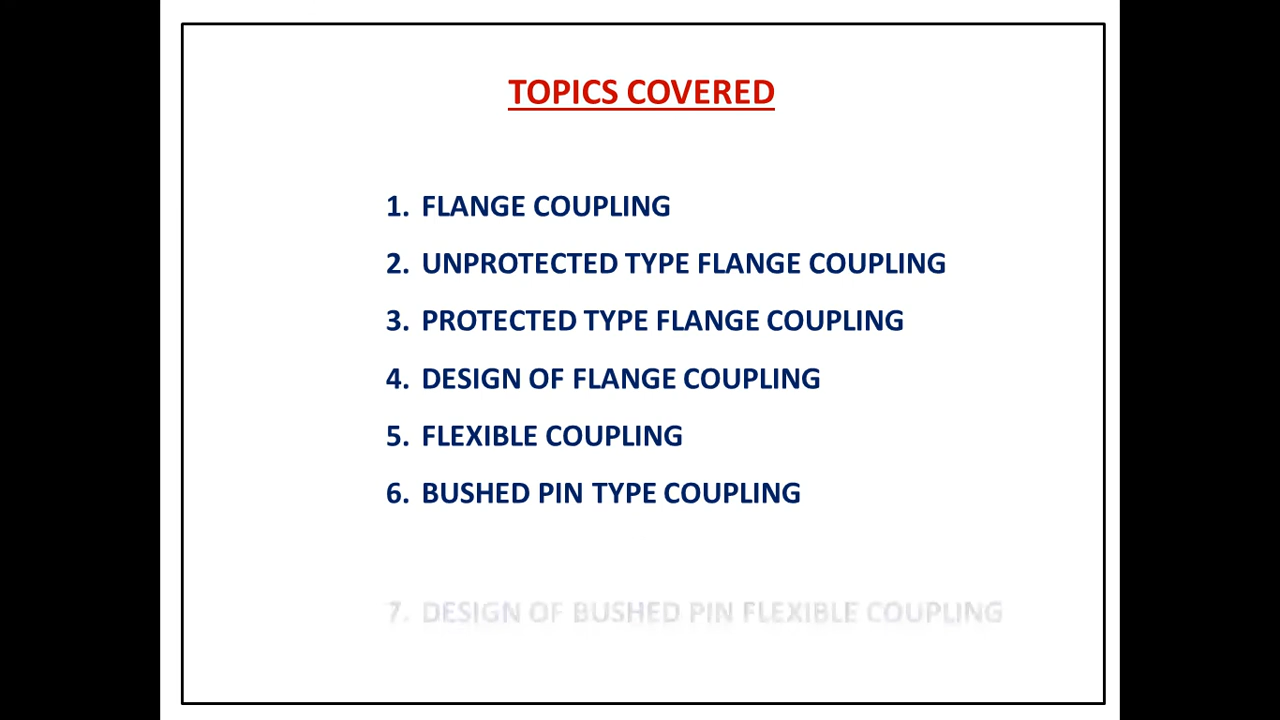 TOPICS COVERED
1. FLANGE COUPLING
2. UNPROTECTED TYPE FLANGE COUPLING
3. PROTECTED TYPE FLANGE COUPLING
4. DESIGN OF FLANGE COUPLING
5. FLEXIBLE COUPLING
6. BUSHED PIN TYPE COUPLING
7. DESIGN OF BUSHED PIN FLEXIBLE COUPLING